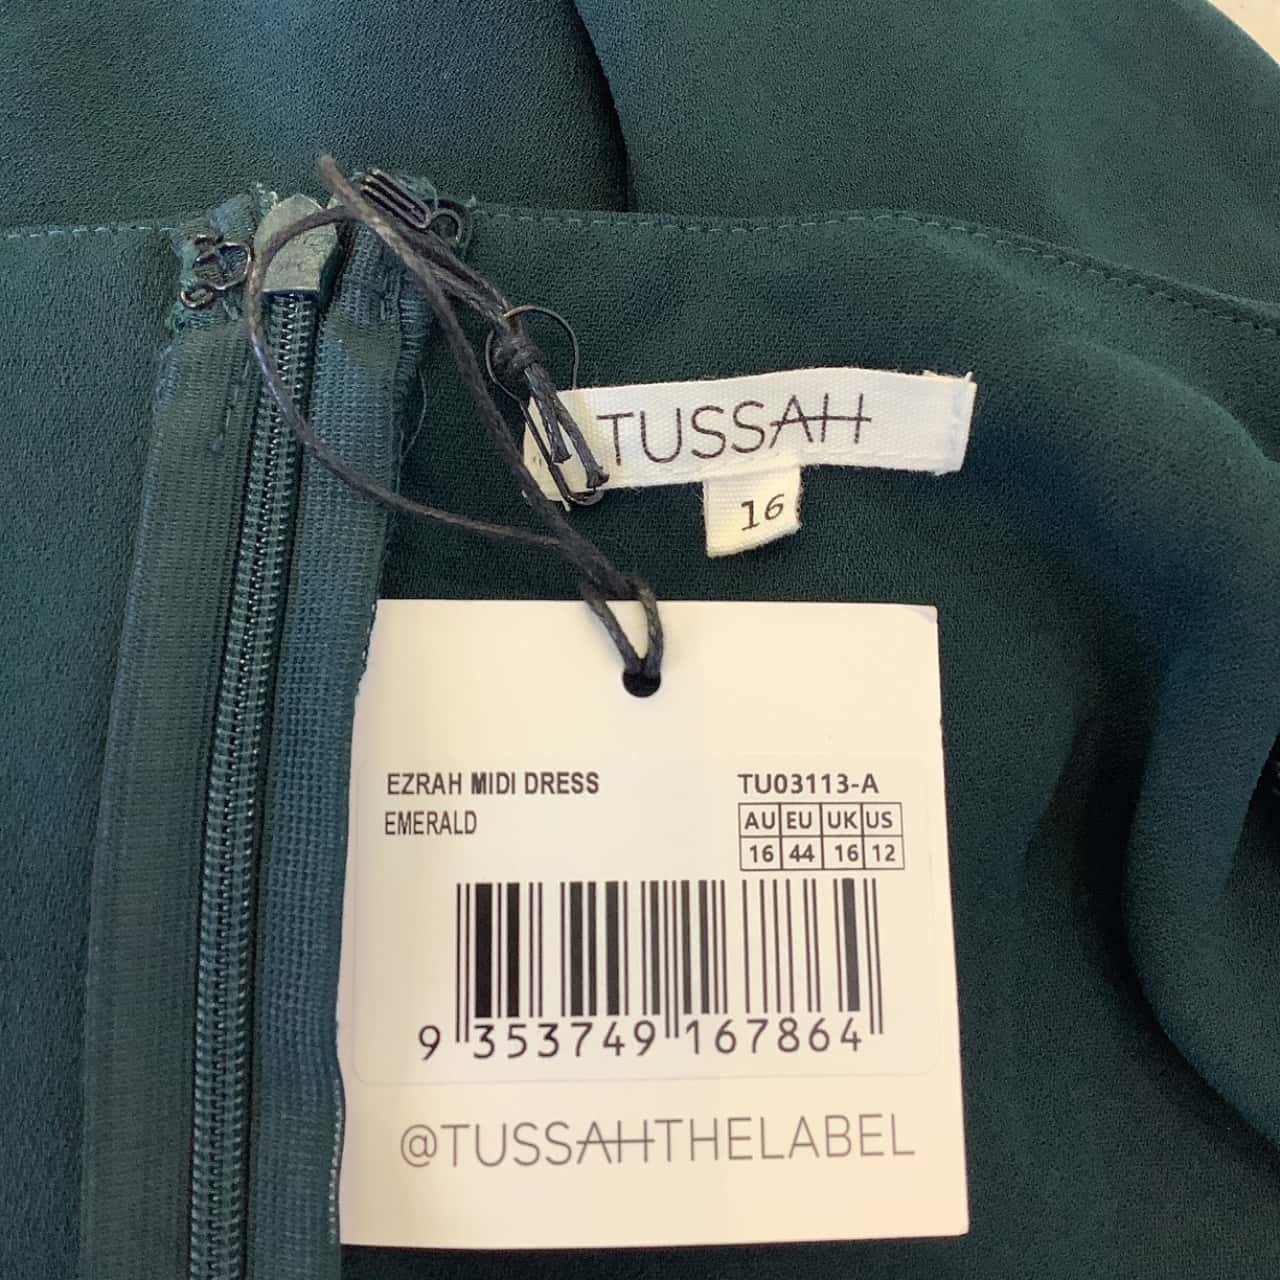 TUSSAH
16
EZRAH MIDI DRESS
EMERALD
TU03113-A
AU EU UK US
16 44 16 12
9 353749 167864
@TUSSAHTHELABEL